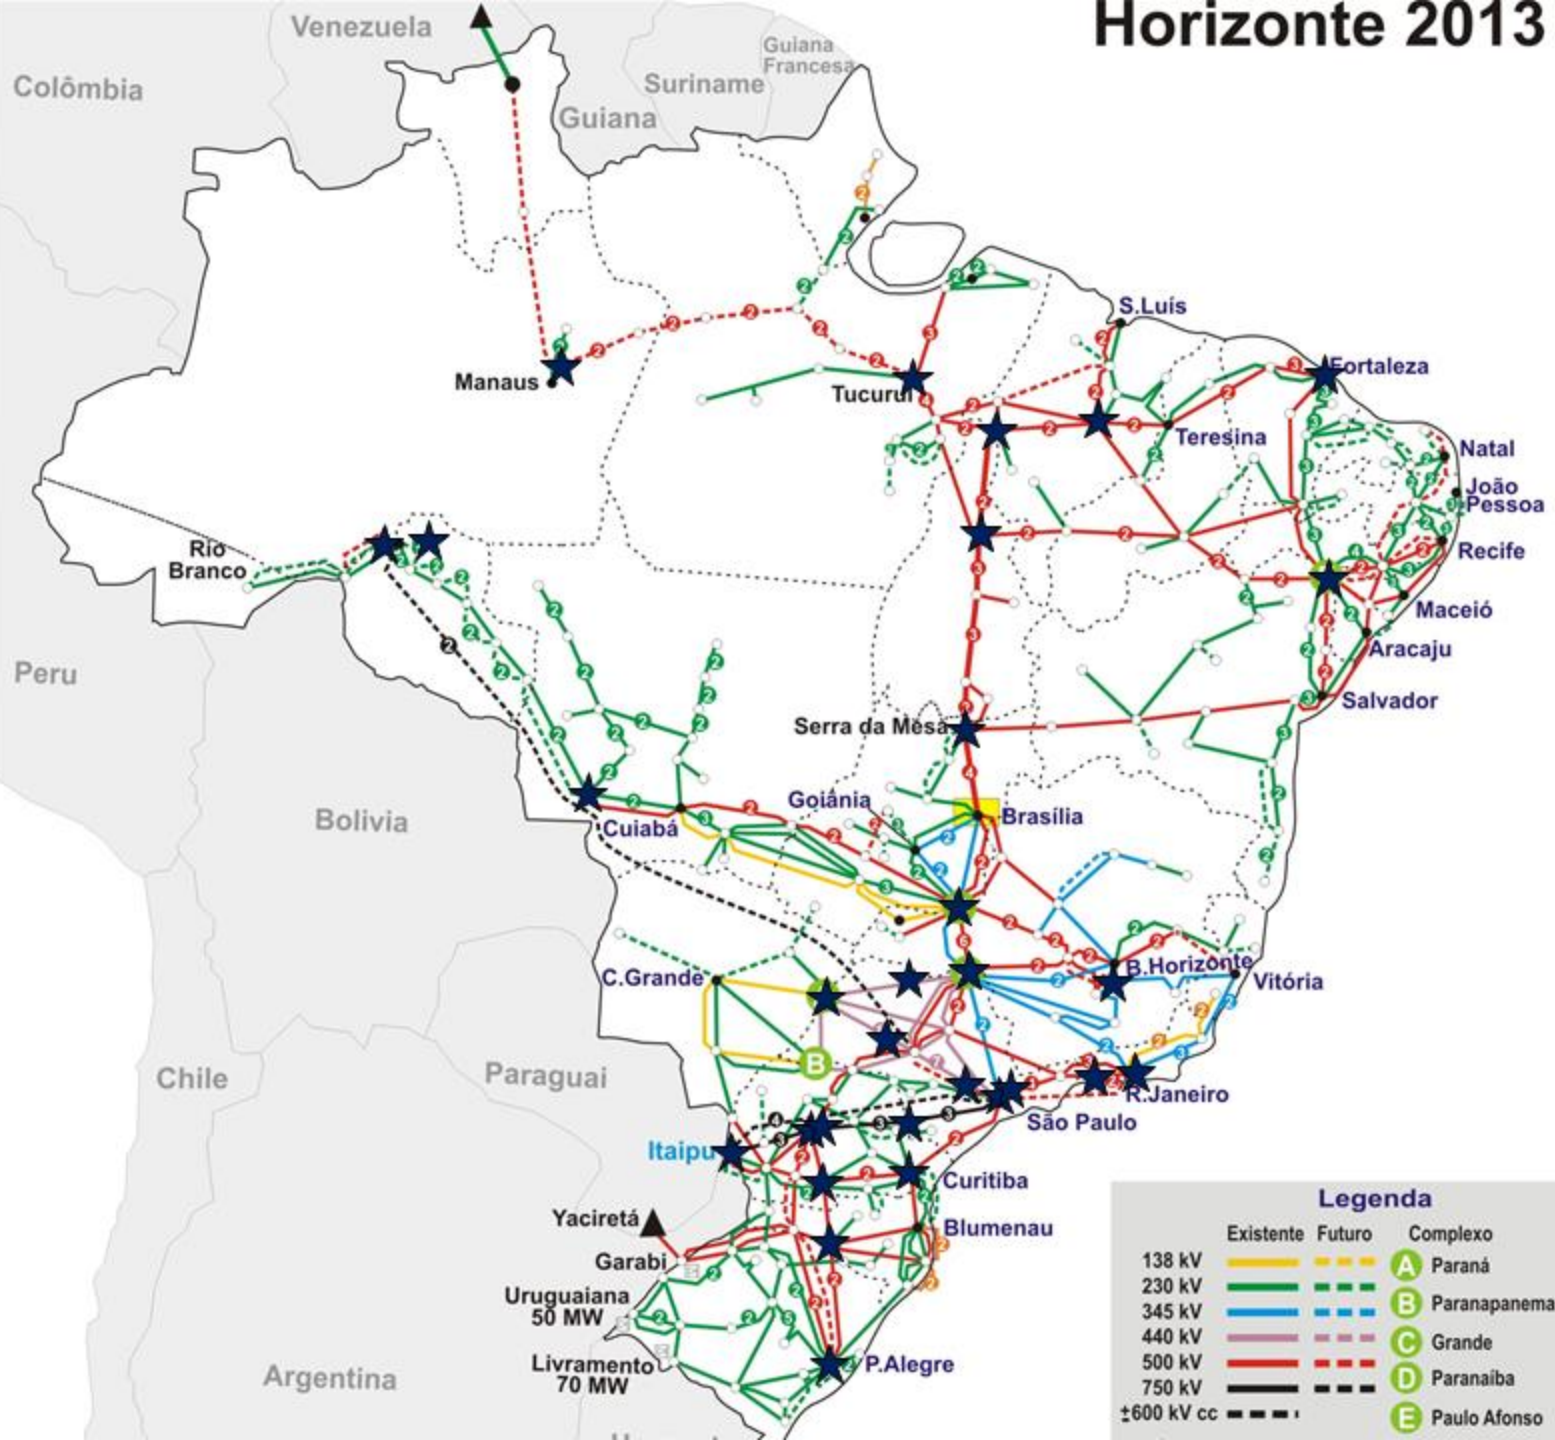 Horizonte 2013
Venezuela
Guiana
Francesa
Colômbia
Suriname
Guiana
S.Luís
Fortaleza
Manaus
Tucuruí
Teresina
Natal
João
Pessoa
Rio
Branco
Recife
Maceió
Aracaju
Peru
Salvador
Serra da Mesa
Goiânia
Brasília
Bolivia
Cuiabá
C.Grande
B.Horizonte
Vitória
B
Chile
Paraguai
R.Janeiro
São Paulo
Itaipu
Curitiba
Yaciretá
Blumenau
Garabi
Uruguaiana
50 MW
Livramento
70 MW
P.Alegre
Argentina
Legenda
Existente Futuro Complexo
138 kV A Paraná
230 kV B Paranapanema
345 kV
440 kV C Grande
500 kV D Paranaíba
750 kV
±600 kV cc E Paulo Afonso